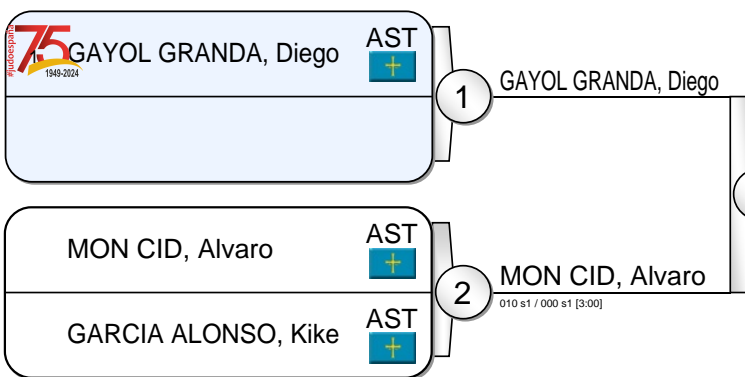 #judoespaña
75
1949-2024
1 GAYOL GRANDA, Diego AST
1
GAYOL GRANDA, Diego
MON CID, Alvaro AST
GARCIA ALONSO, Kike AST
2
MON CID, Alvaro
010 s1 / 000 s1 [3:00]